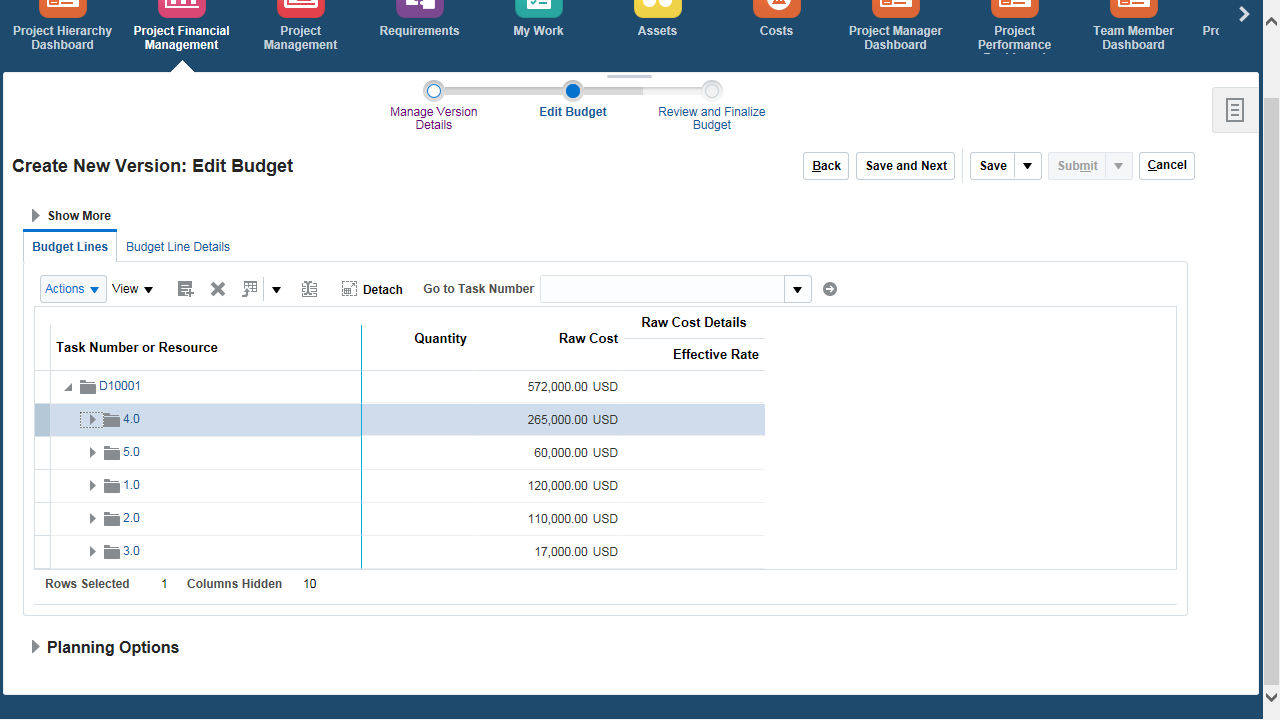 Project Hierarchy
Dashboard
Project Financial
Management
Project
Management
Requirements
My Work
Assets
Costs
Project Manager
Dashboard
Project
Performance
Team Member
Dashboard
Manage Version
Details
Edit Budget
Review and Finalize
Budget
Create New Version: Edit Budget
Back
Save and Next
Save
Submit
Cancel
Show More
Budget Lines
Budget Line Details
Actions
View
Detach
Go to Task Number
Task Number or Resource
Quantity
Raw Cost
Raw Cost Details
Effective Rate
D10001 572,000.00 USD
4.0 265,000.00 USD
5.0 60,000.00 USD
1.0 120,000.00 USD
2.0 110,000.00 USD
3.0 17,000.00 USD
Rows Selected 1 Columns Hidden 10
Planning Options